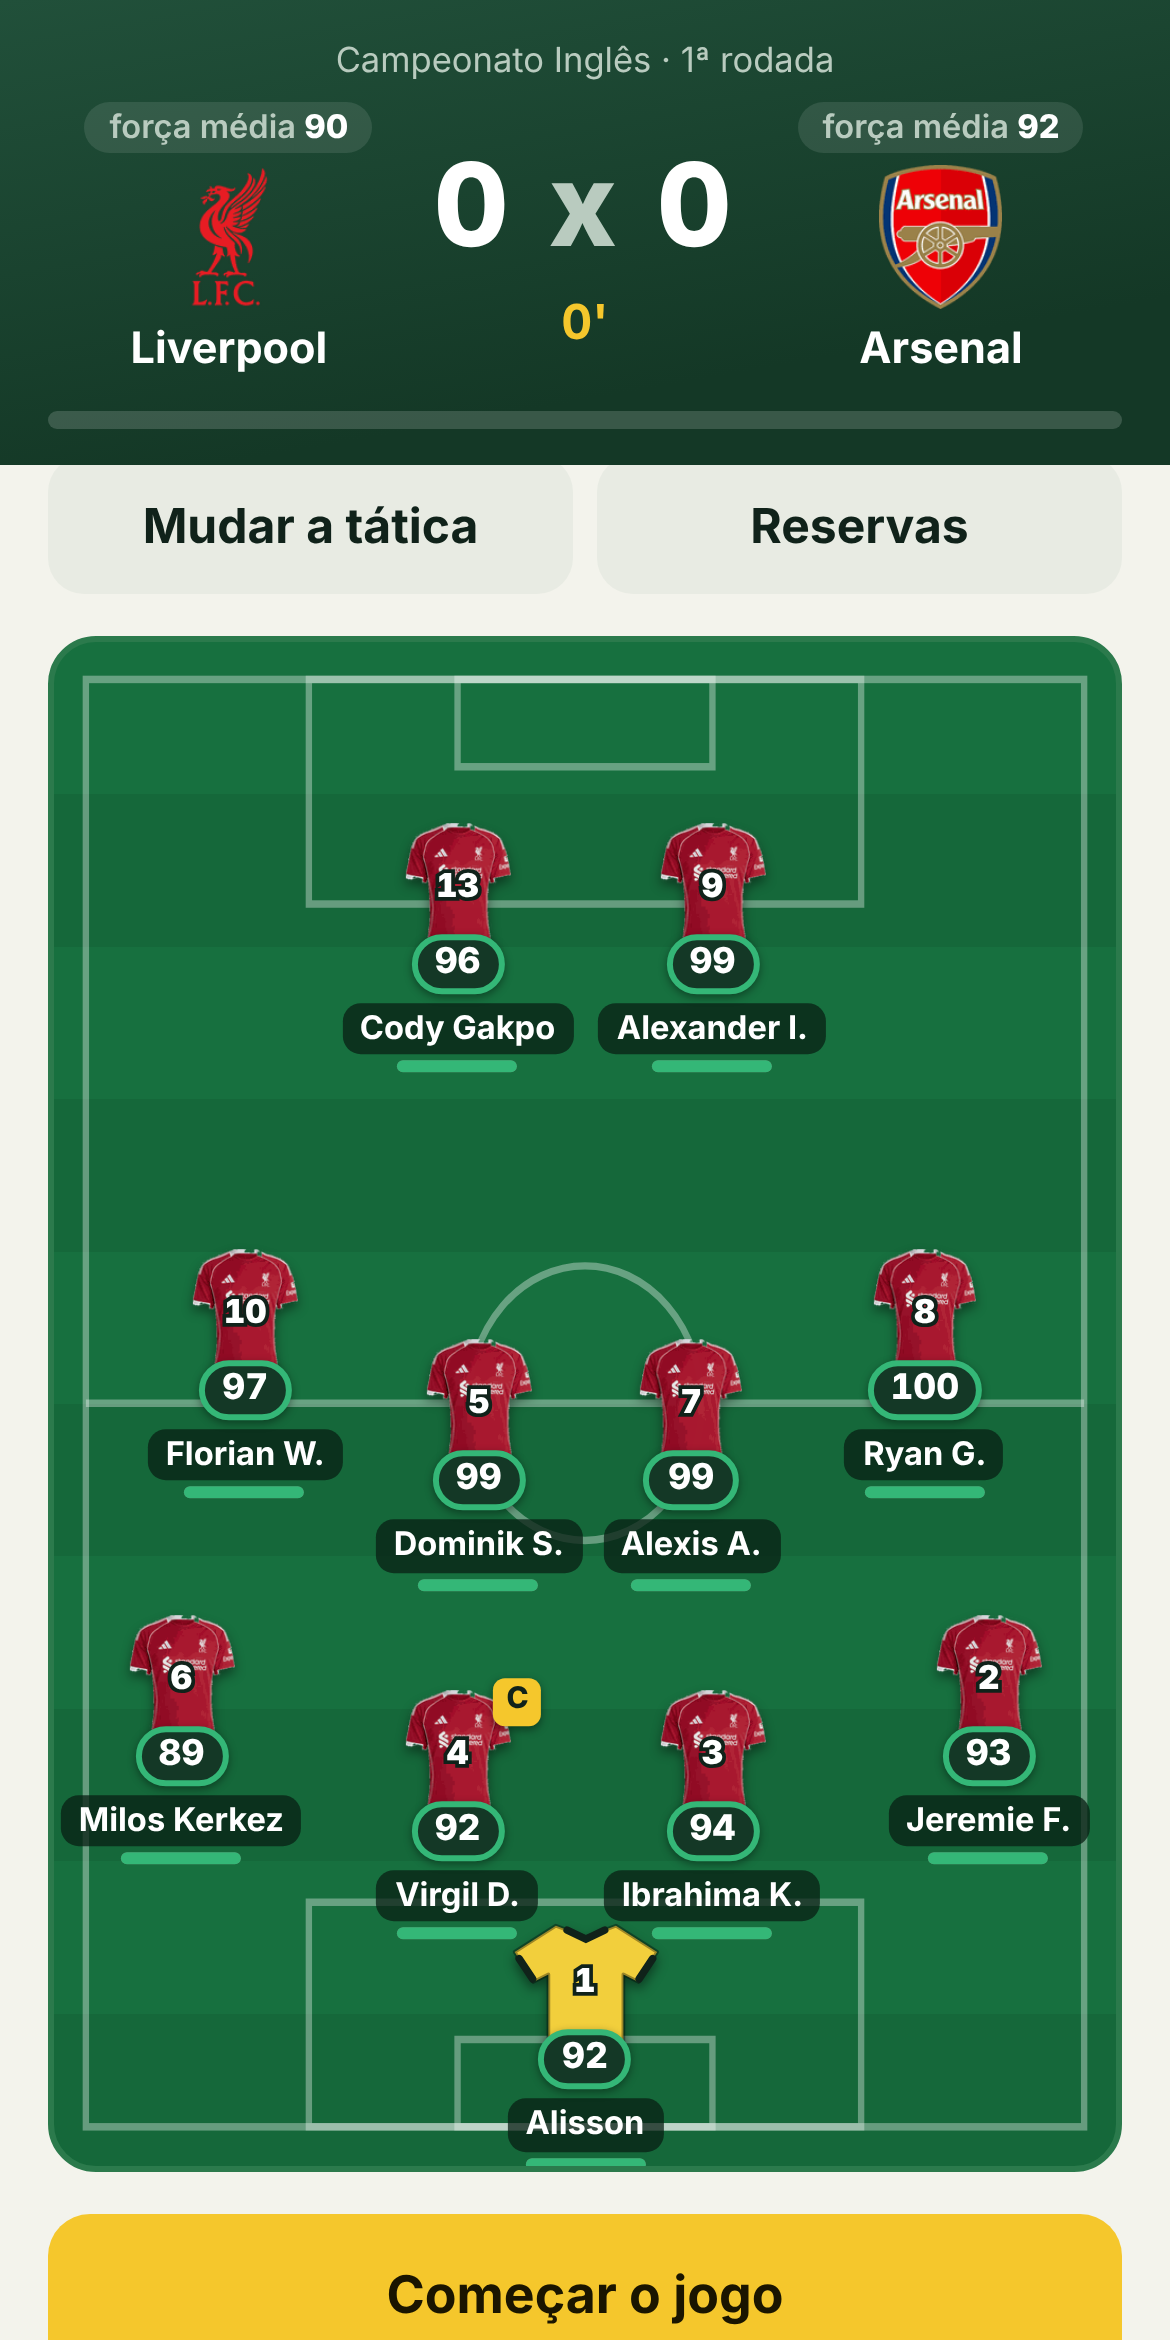 Campeonato Inglês · 1ª rodada
força média 90
força média 92
0 x 0
L.F.C.
Arsenal
0'
Liverpool
Arsenal
Mudar a tática
Reservas
13
9
96
99
Cody Gakpo
Alexander I.
10
8
97
100
Florian W.
Ryan G.
5
7
99
99
Dominik S.
Alexis A.
6
2
89
93
Milos Kerkez
Jeremie F.
C
4
3
92
94
Virgil D.
Ibrahima K.
1
92
Alisson
Começar o jogo